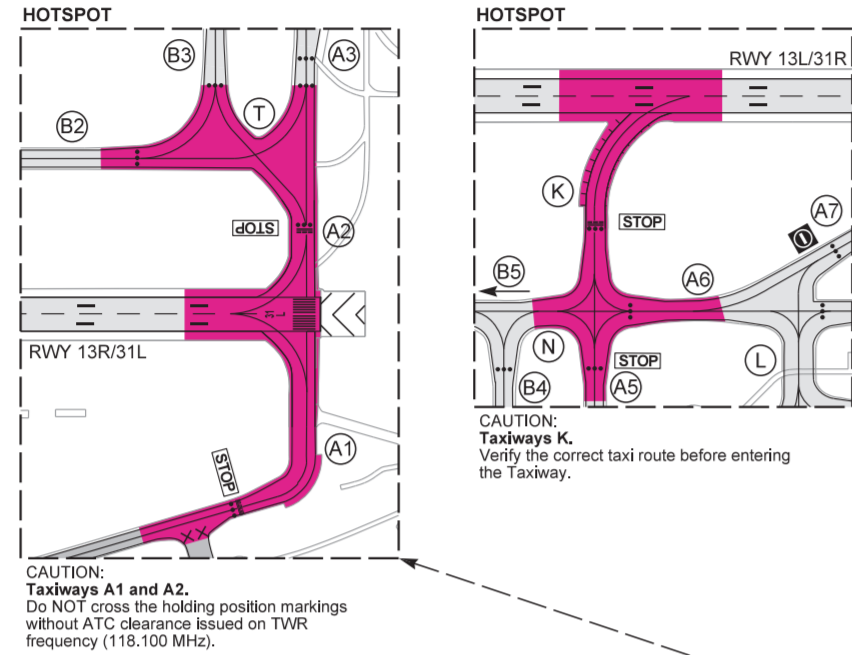 HOTSPOT
B3
A3
T
B2
STOP
A2
31
L
RWY 13R/31L
A1
STOP
CAUTION:
Taxiways A1 and A2.
Do NOT cross the holding position markings
without ATC clearance issued on TWR
frequency (118.100 MHz).
HOTSPOT
RWY 13L/31R
K
STOP
A7
B5
A6
N
STOP
L
B4
A5
CAUTION:
Taxiways K.
Verify the correct taxi route before entering
the Taxiway.